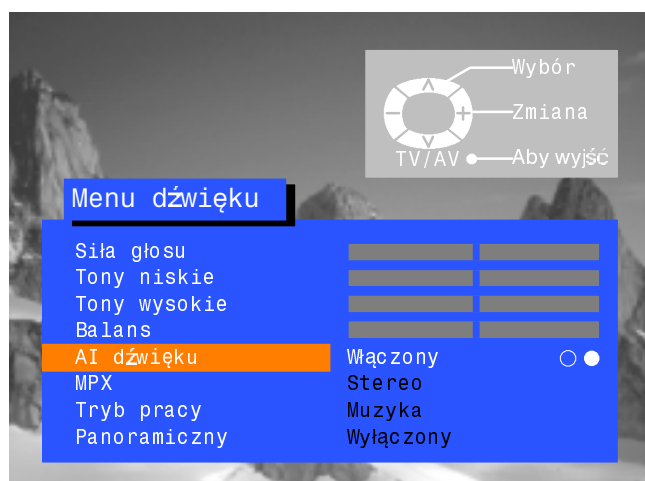 Wybór
Zmiana
TV/AV Aby wyjść
Menu dźwięku
Siła głosu
Tony niskie
Tony wysokie
Balans
AI dźwięku Włączony
MPX Stereo
Tryb pracy Muzyka
Panoramiczny Wyłączony